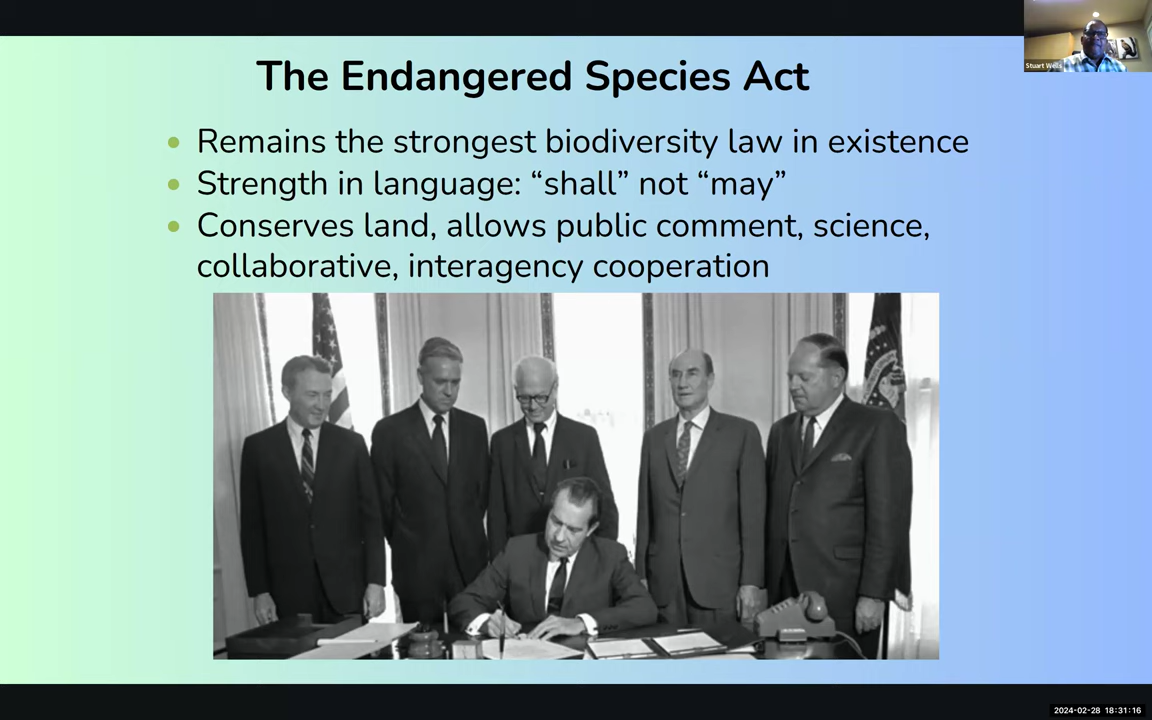 The Endangered Species Act
Stuart Wells
• Remains the strongest biodiversity law in existence
• Strength in language: “shall” not “may”
• Conserves land, allows public comment, science,
collaborative, interagency cooperation
2024-02-28 18:31:16